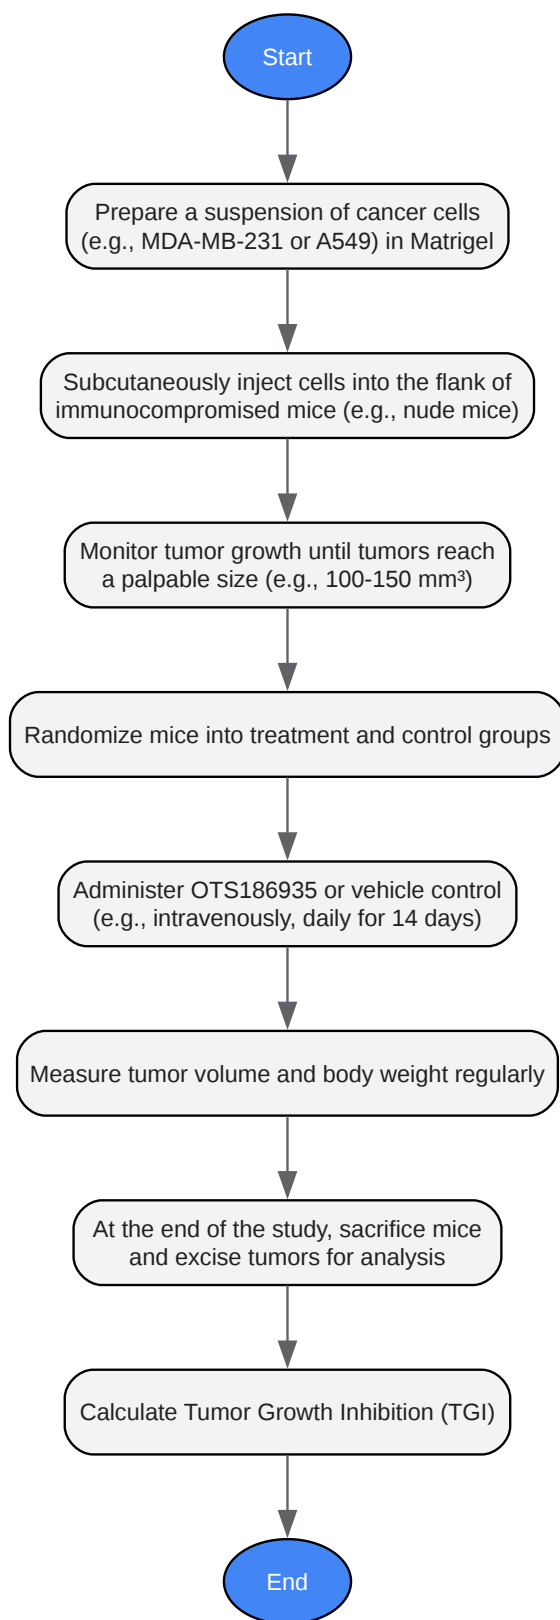 Start
Prepare a suspension of cancer cells
(e.g., MDA-MB-231 or A549) in Matrigel
Subcutaneously inject cells into the flank of
immunocompromised mice (e.g., nude mice)
Monitor tumor growth until tumors reach
a palpable size (e.g., 100-150 mm³)
Randomize mice into treatment and control groups
Administer OTS186935 or vehicle control
(e.g., intravenously, daily for 14 days)
Measure tumor volume and body weight regularly
At the end of the study, sacrifice mice
and excise tumors for analysis
Calculate Tumor Growth Inhibition (TGI)
End